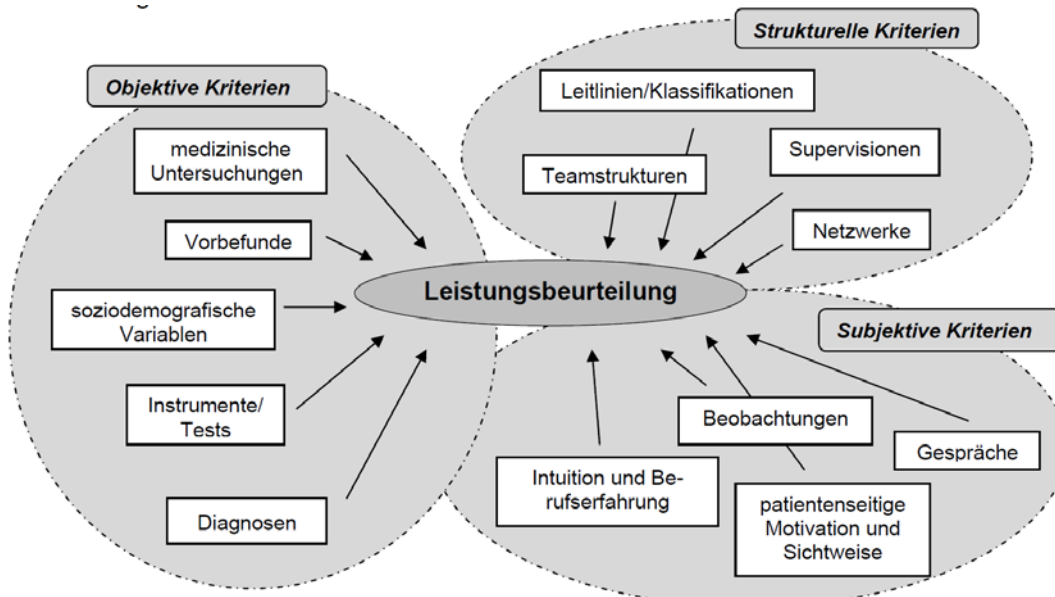 Strukturelle Kriterien
Objektive Kriterien
Leitlinien/Klassifikationen
medizinische
Untersuchungen
Supervisionen
Teamstrukturen
Vorbefunde
Netzwerke
Leistungsbeurteilung
soziodemografische
Variablen
Subjektive Kriterien
Instrumente/
Tests
Beobachtungen
Gespräche
Intuition und Be-
rufserfahrung
patientenseitige
Motivation und
Sichtweise
Diagnosen